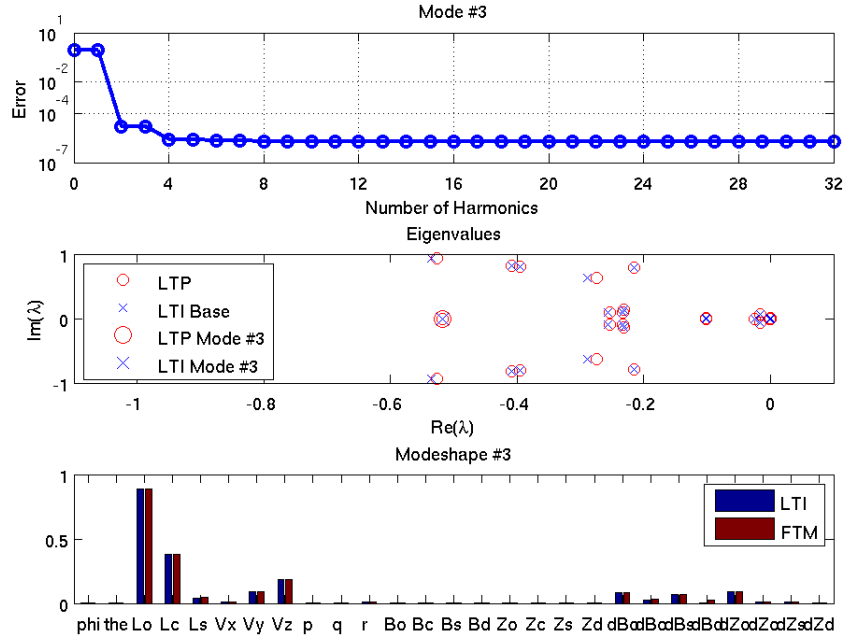 Mode #3
10^1
10^-2
10^-4
10^-7
Error
0 4 8 12 16 20 24 28 32
Number of Harmonics
Eigenvalues
1
0
-1
Im(λ)
LTP
LTI Base
LTP Mode #3
LTI Mode #3
-1 -0.8 -0.6 -0.4 -0.2 0
Re(λ)
Modeshape #3
1
0.5
0
LTI
FTM
phi the Lo Lc Ls Vx Vy Vz p q r Bo Bc Bs Bd Zo Zc Zs Zd